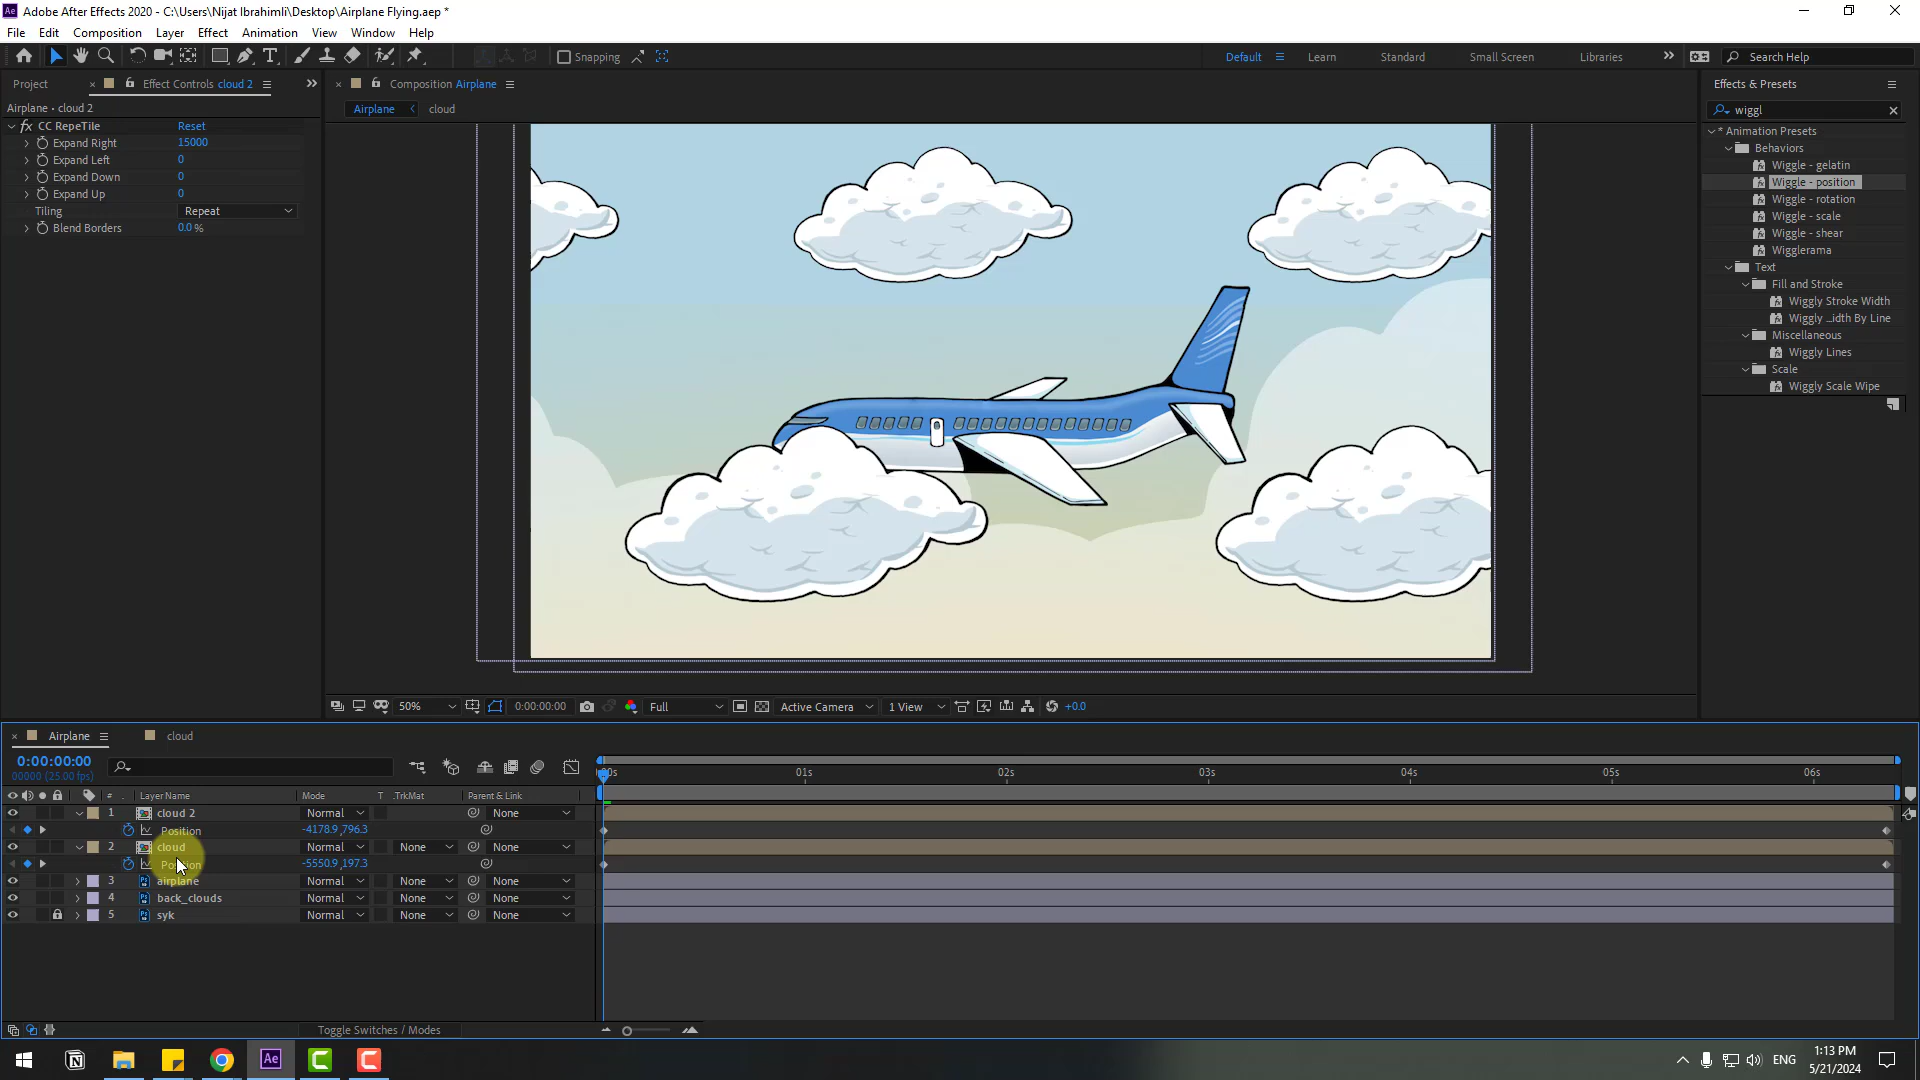 Adobe After Effects 2020 - C:\Users\Nijat Ibrahimli\Desktop\Airplane Flying.aep *
File Edit Composition Layer Effect Animation View Window Help
Snapping Default Learn Standard Small Screen Libraries Search Help
Project Effect Controls cloud 2
Composition Airplane
Effects & Presets
Airplane • cloud 2
Airplane cloud
wiggl
fx CC RepeTile Reset
Expand Right 15000
Expand Left 0
Expand Down 0
Expand Up 0
Tiling Repeat
Blend Borders 0.0 %
* Animation Presets
Behaviors
Wiggle - gelatin
Wiggle - position
Wiggle - rotation
Wiggle - scale
Wiggle - shear
Wigglerama
Text
Fill and Stroke
Wiggly Stroke Width
Wiggly ...idth By Line
Miscellaneous
Wiggly Lines
Scale
Wiggly Scale Wipe
50% 0:00:00:00 Full Active Camera 1 View +0.0
Airplane cloud
0:00:00:00
00000 (25.00 fps)
01s 02s 03s 04s 05s 06s
# Layer Name Mode T .TrkMat Parent & Link
1 cloud 2 Normal None
Position -4178.9,796.3
2 cloud Normal None None
Position -5550.9,197.3
3 airplane Normal None None
4 back_clouds Normal None None
5 syk Normal None None
Toggle Switches / Modes
Ae
ENG
1:13 PM
5/21/2024